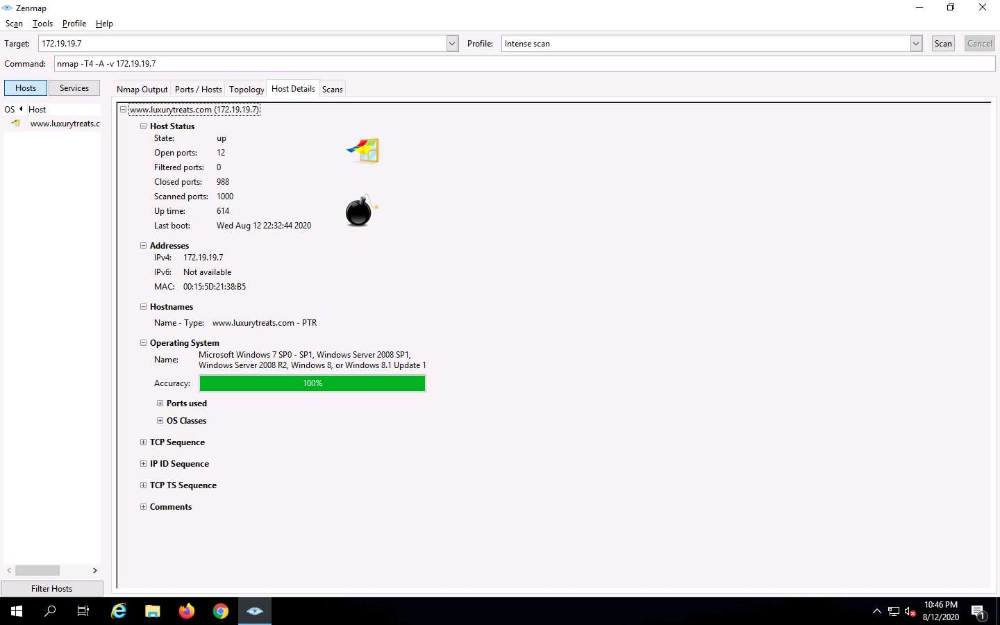 Zenmap
Scan Tools Profile Help
Target: 172.19.19.7 Profile: Intense scan Scan Cancel
Command: nmap -T4 -A -v 172.19.19.7
Hosts Services
Nmap Output Ports / Hosts Topology Host Details Scans
OS Host
www.luxurytreats.c
www.luxurytreats.com (172.19.19.7)
Host Status
State: up
Open ports: 12
Filtered ports: 0
Closed ports: 988
Scanned ports: 1000
Up time: 614
Last boot: Wed Aug 12 22:32:44 2020
Addresses
IPv4: 172.19.19.7
IPv6: Not available
MAC: 00:15:5D:21:38:B5
Hostnames
Name - Type: www.luxurytreats.com - PTR
Operating System
Name: Microsoft Windows 7 SP0 - SP1, Windows Server 2008 SP1,
Windows Server 2008 R2, Windows 8, or Windows 8.1 Update 1
Accuracy: 100%
Ports used
OS Classes
TCP Sequence
IP ID Sequence
TCP TS Sequence
Comments
Filter Hosts
10:46 PM
8/12/2020
1